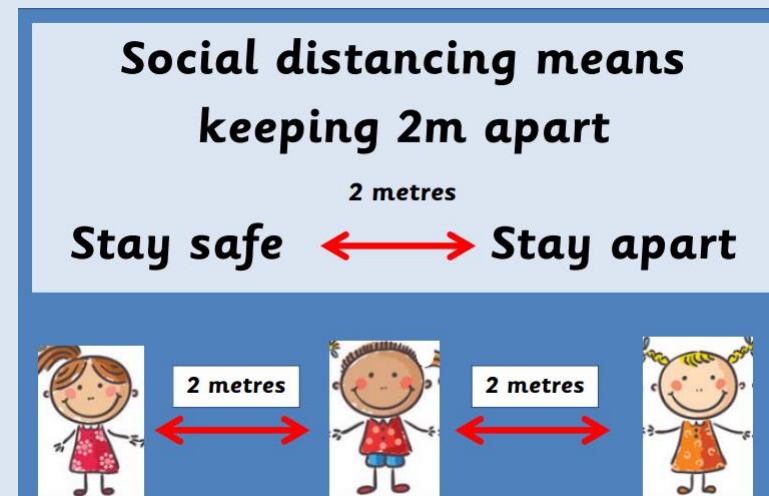 Social distancing means
keeping 2m apart
2 metres
Stay safe Stay apart
2 metres 2 metres